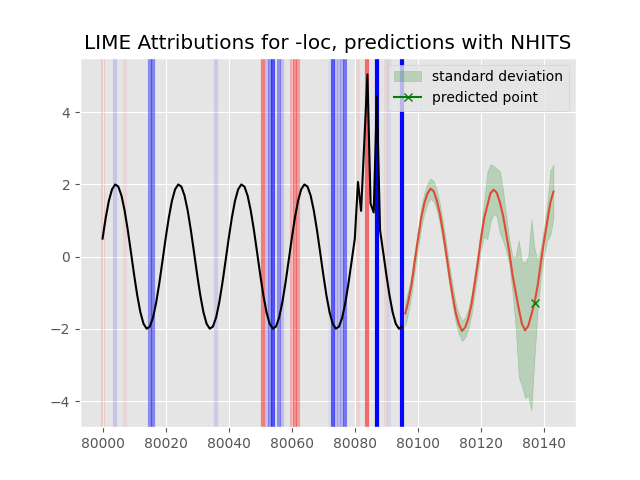 LIME Attributions for -loc, predictions with NHITS
standard deviation
predicted point
4
2
0
−2
−4
80000 80020 80040 80060 80080 80100 80120 80140